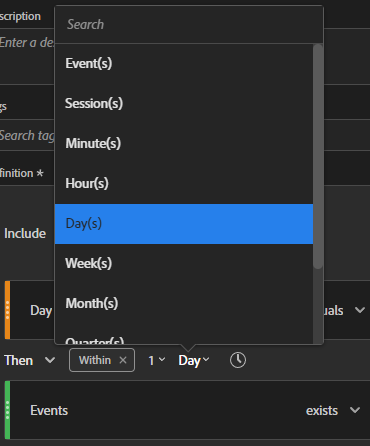 scription
Search
Enter a de
Event(s)
Session(s)
gs
Minute(s)
Search tag
finition *
Hour(s)
Include
Day(s)
Week(s)
Day
Month(s)
uals
Quarter(s)
Then Within × 1 Day
Events exists